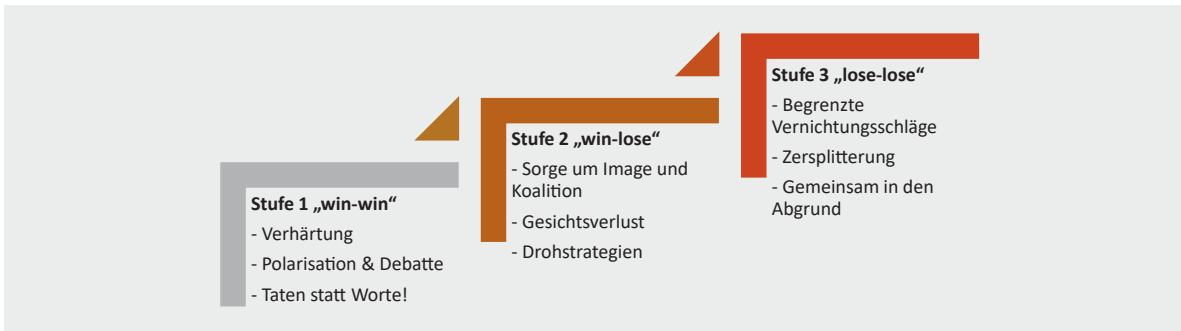 Stufe 1 „win-win“
- Verhärtung
- Polarisation & Debatte
- Taten statt Worte!
Stufe 2 „win-lose“
- Sorge um Image und
Koalition
- Gesichtsverlust
- Drohstrategien
Stufe 3 „lose-lose“
- Begrenzte
Vernichtungsschläge
- Zersplitterung
- Gemeinsam in den
Abgrund